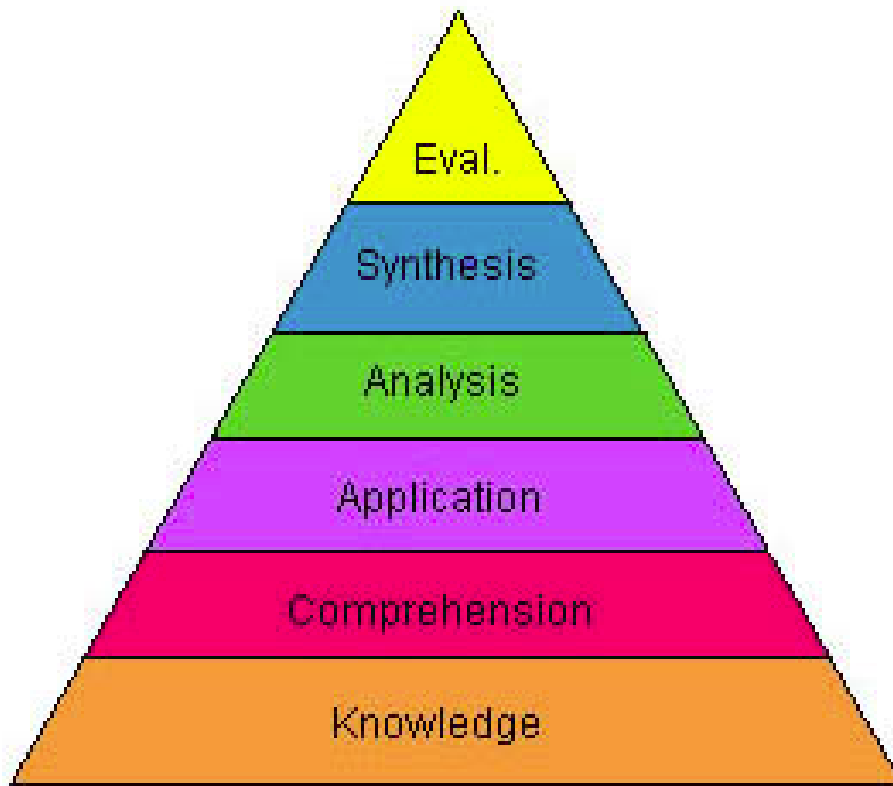 Eval.
Synthesis
Analysis
Application
Comprehension
Knowledge